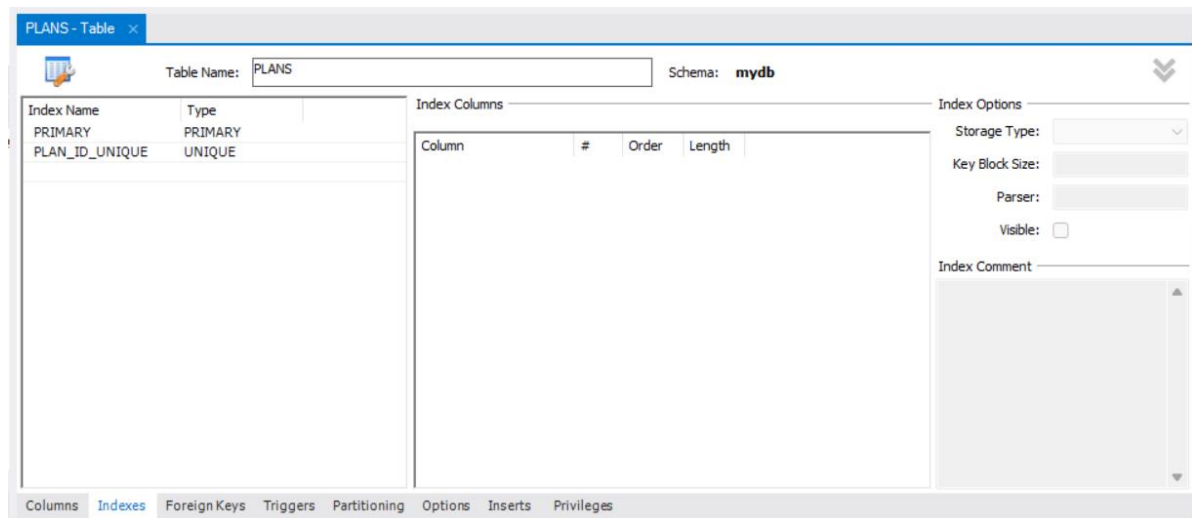 PLANS - Table ×
Table Name: PLANS Schema: mydb
Index Name Type
PRIMARY PRIMARY
PLAN_ID_UNIQUE UNIQUE
Index Columns
Column # Order Length
Index Options
Storage Type:
Key Block Size:
Parser:
Visible:
Index Comment
Columns Indexes Foreign Keys Triggers Partitioning Options Inserts Privileges